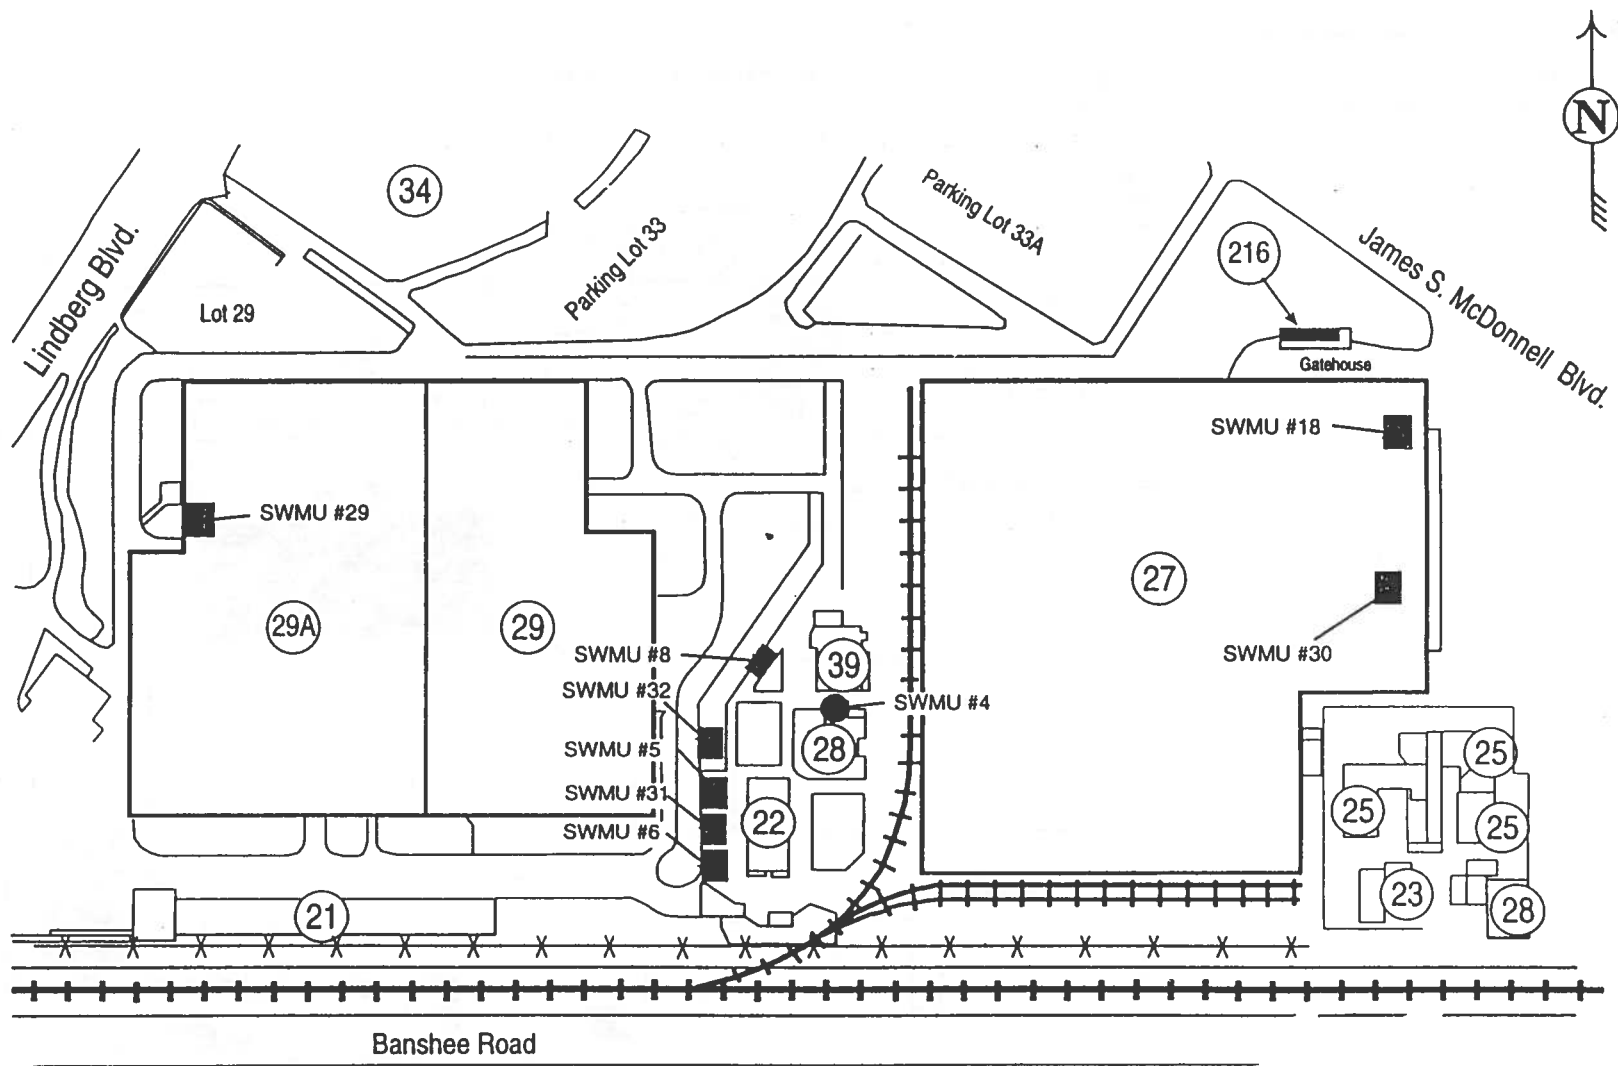 N
34
Parking Lot 33
Parking Lot 33A
216
James S. McDonnell Blvd.
Lindberg Blvd.
Lot 29
Gatehouse
SWMU #18
SWMU #29
27
29A
29
SWMU #8
39
SWMU #30
SWMU #32
SWMU #4
SWMU #5
28
25
SWMU #31
25
22
25
SWMU #6
23
21
28
Banshee Road